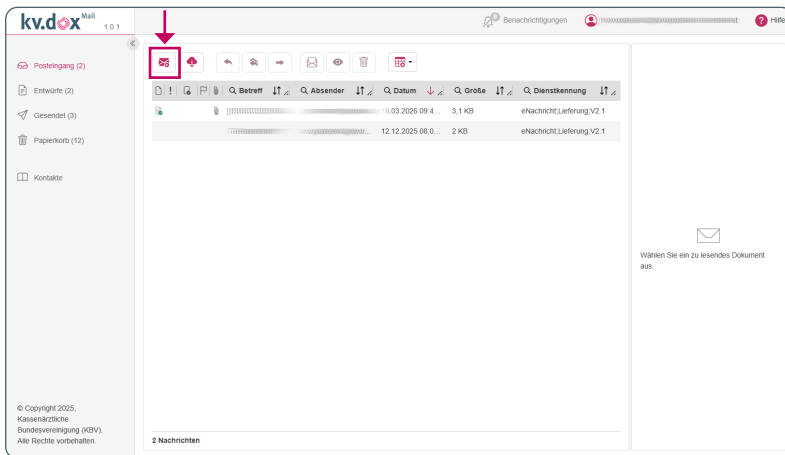 kv.dox Mail 1.0.1
0 Benachrichtigungen
Hilfe
Posteingang (2)
Entwürfe (2)
Gesendet (3)
Papierkorb (12)
Kontakte
! Betreff Absender Datum Größe Dienstkennung
.03.2026 09:4... 3,1 KB eNachricht;Lieferung;V2.1
12.12.2025 08:0... 2 KB eNachricht;Lieferung;V2.1
Wählen Sie ein zu lesendes Dokument
aus.
© Copyright 2025,
Kassenärztliche
Bundesvereinigung (KBV).
Alle Rechte vorbehalten.
2 Nachrichten